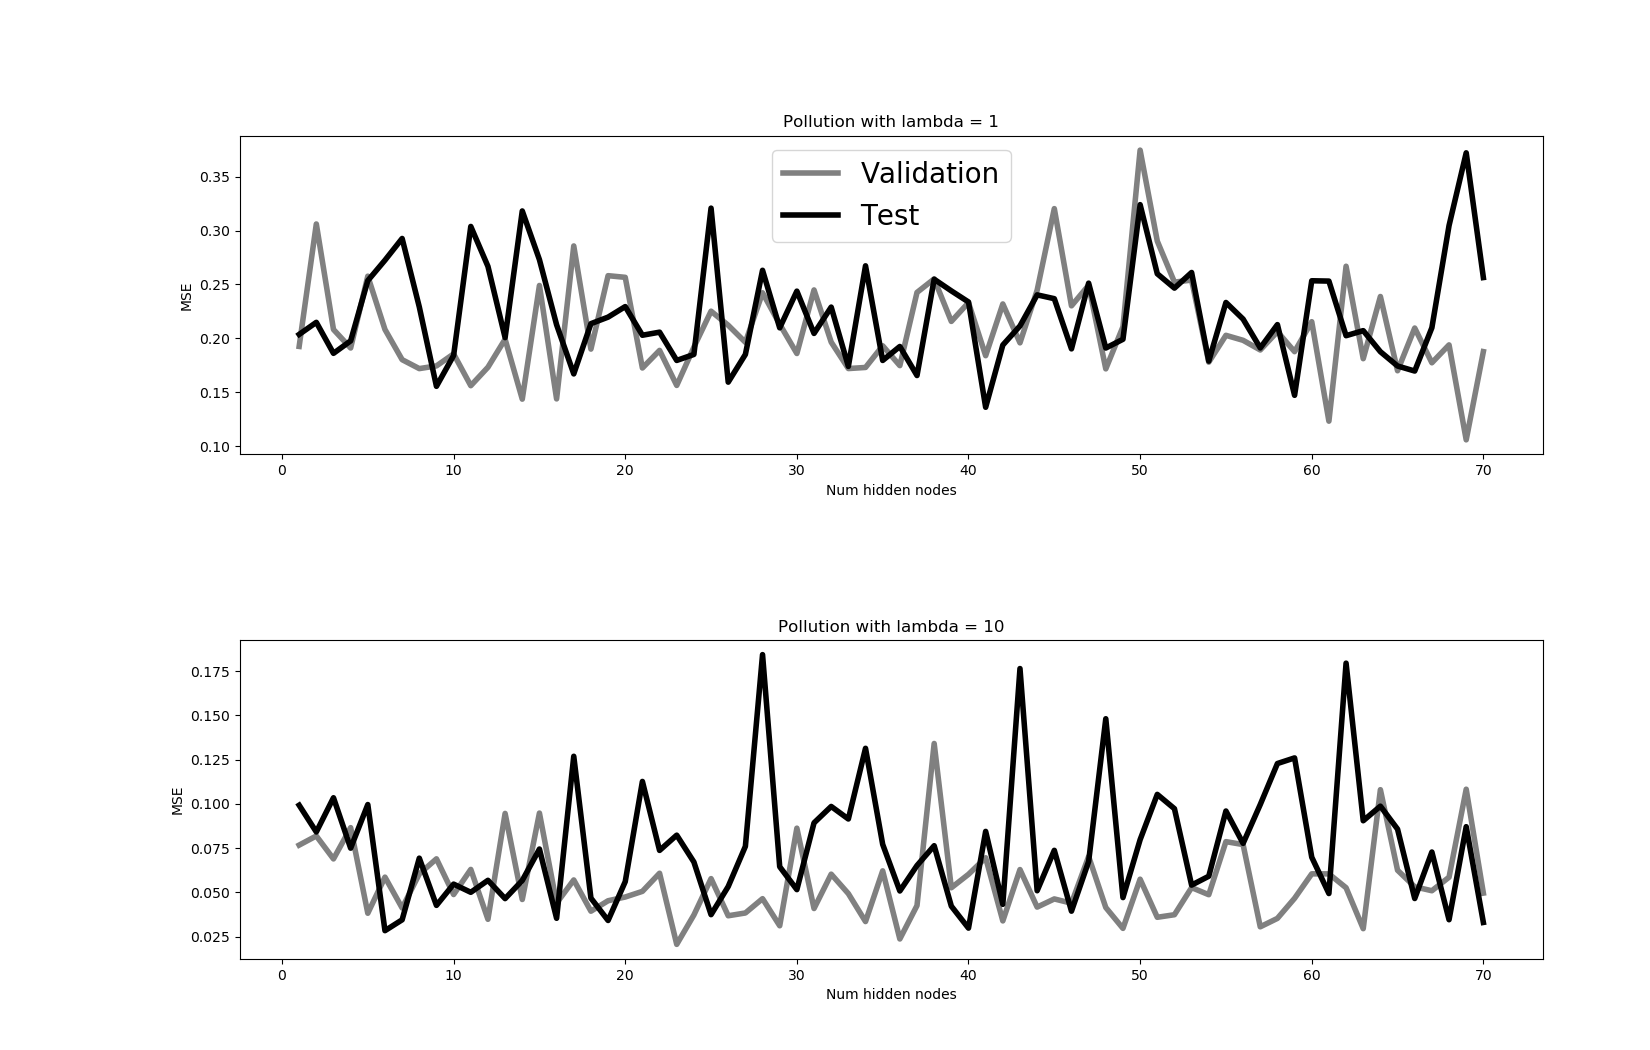 Pollution with lambda = 1
Validation
Test
MSE
0.35
0.30
0.25
0.20
0.15
0.10
0 10 20 30 40 50 60 70
Num hidden nodes
Pollution with lambda = 10
MSE
0.175
0.150
0.125
0.100
0.075
0.050
0.025
0 10 20 30 40 50 60 70
Num hidden nodes